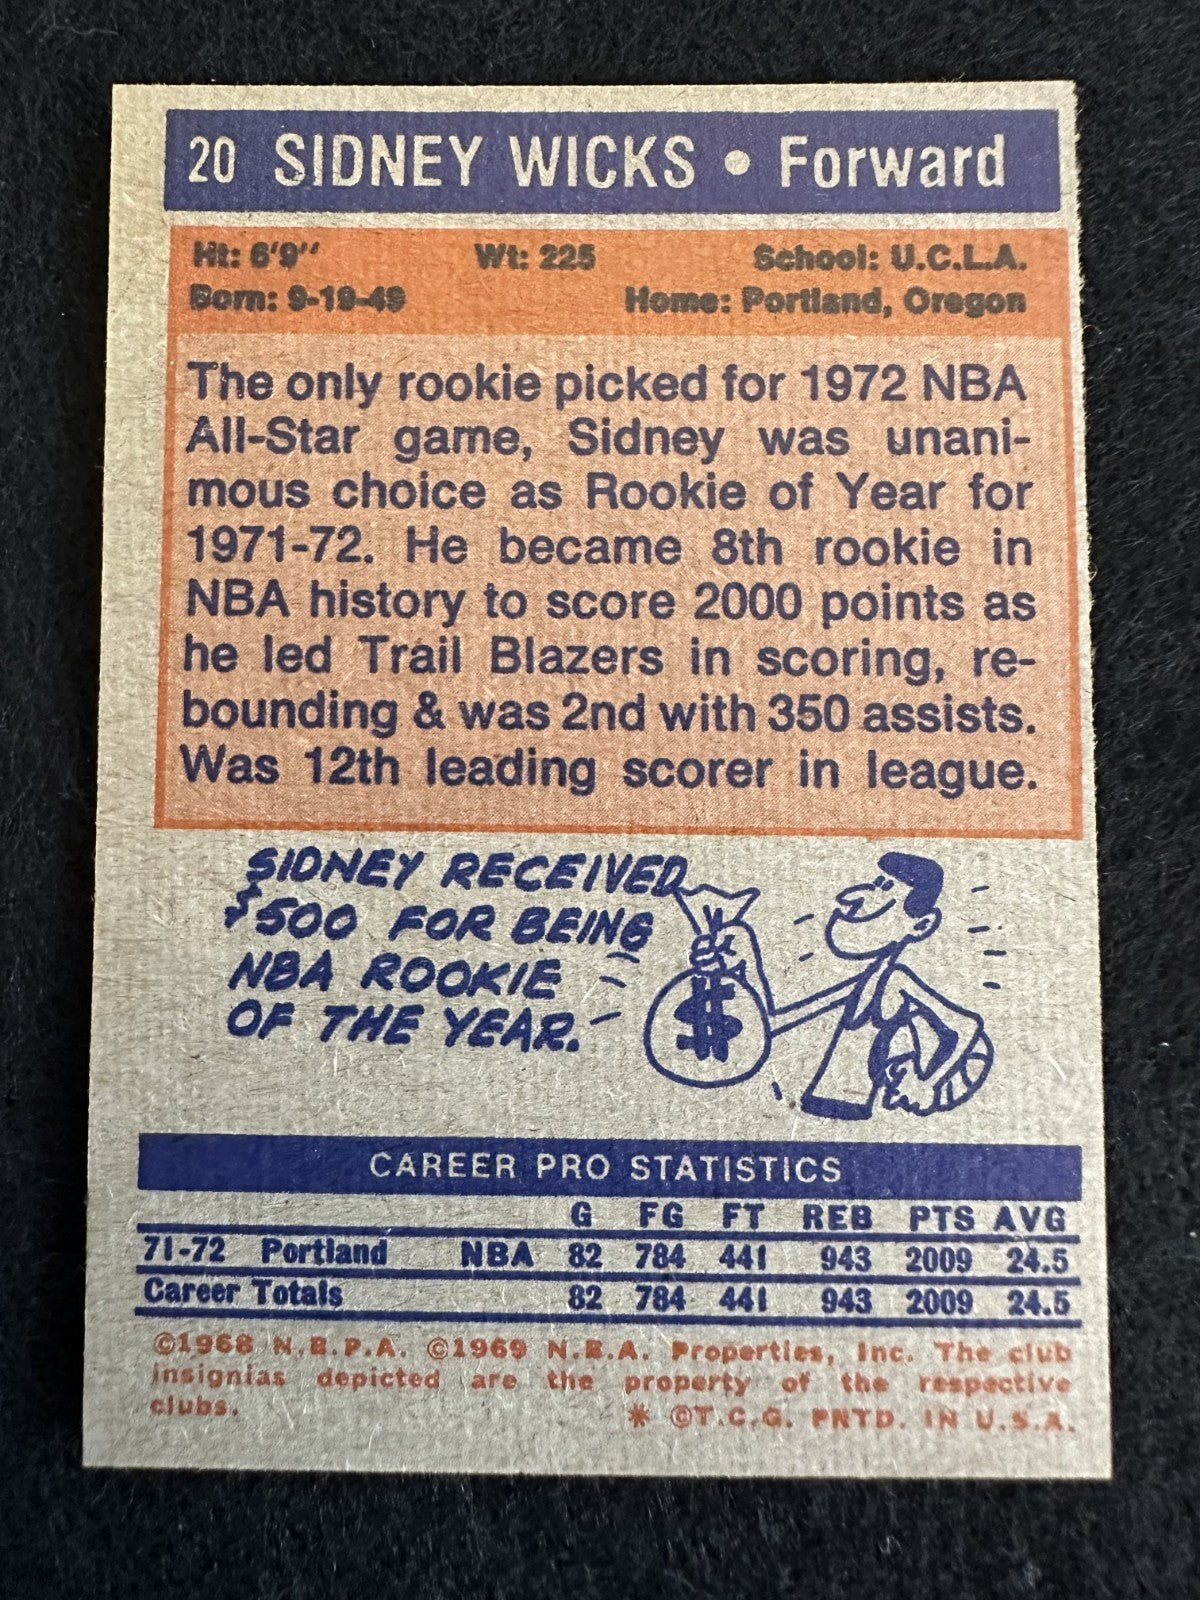 20 SIDNEY WICKS • Forward
Ht: 6'9" Wt: 225 School: U.C.L.A.
Born: 9-19-49 Home: Portland, Oregon
The only rookie picked for 1972 NBA
All-Star game, Sidney was unani-
mous choice as Rookie of Year for
1971-72. He became 8th rookie in
NBA history to score 2000 points as
he led Trail Blazers in scoring, re-
bounding & was 2nd with 350 assists.
Was 12th leading scorer in league.
SIDNEY RECEIVED
$500 FOR BEING
NBA ROOKIE
OF THE YEAR.
$
CAREER PRO STATISTICS
G FG FT REB PTS AVG
71-72 Portland NBA 82 784 441 943 2009 24.5
Career Totals 82 784 441 943 2009 24.5
©1968 N.B.P.A. ©1969 N.B.A. Properties, Inc. The club
insignias depicted are the property of the respective
clubs. * ©T.C.G. PRTD. IN U.S.A.